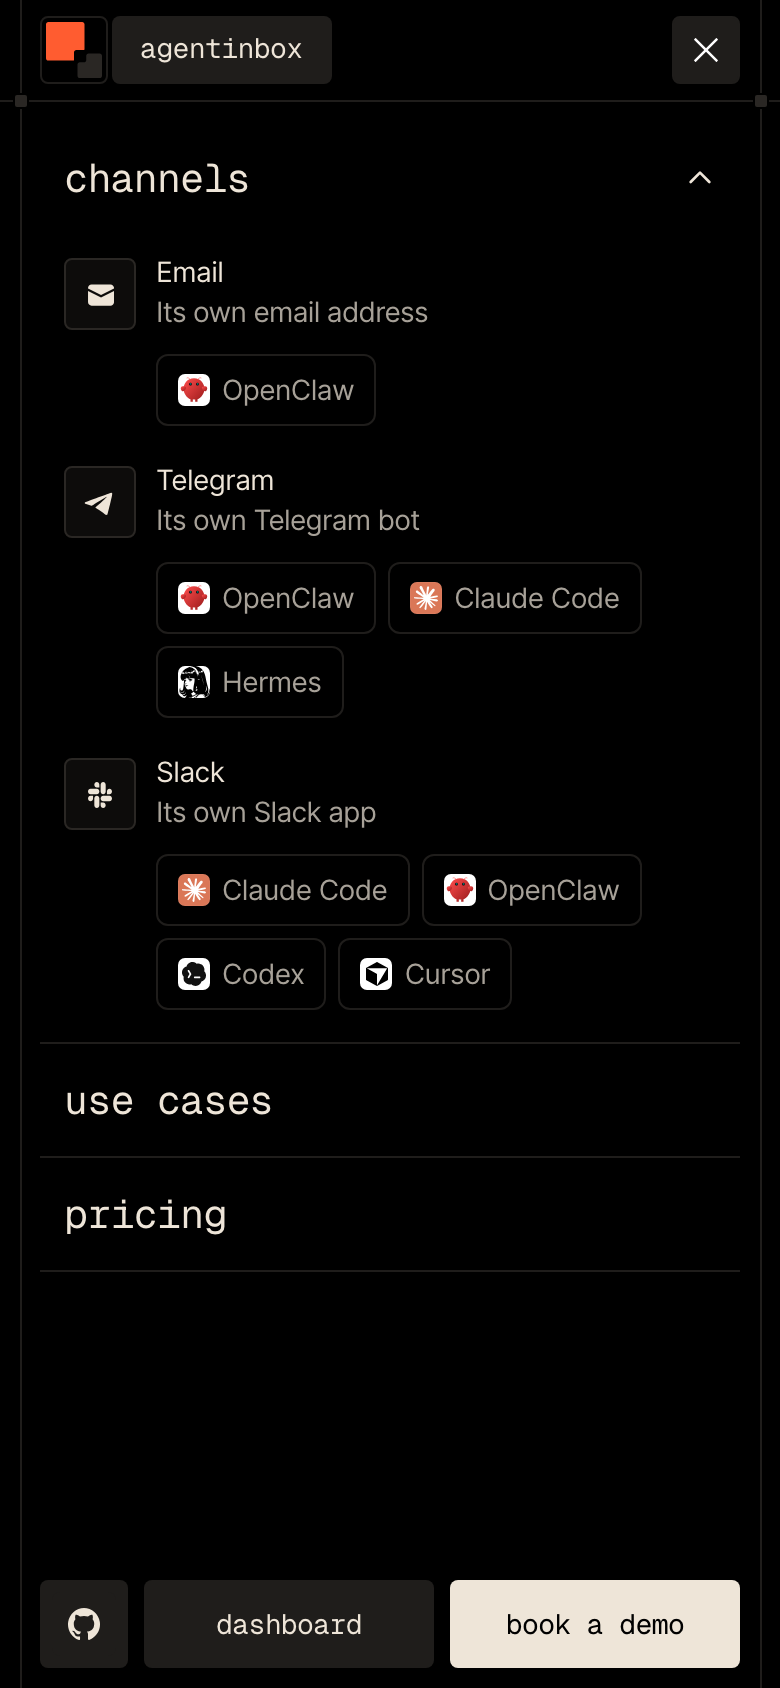 agentinbox
channels
Email
Its own email address
OpenClaw
Telegram
Its own Telegram bot
OpenClaw Claude Code
Hermes
Slack
Its own Slack app
Claude Code OpenClaw
Codex Cursor
use cases
pricing
dashboard book a demo